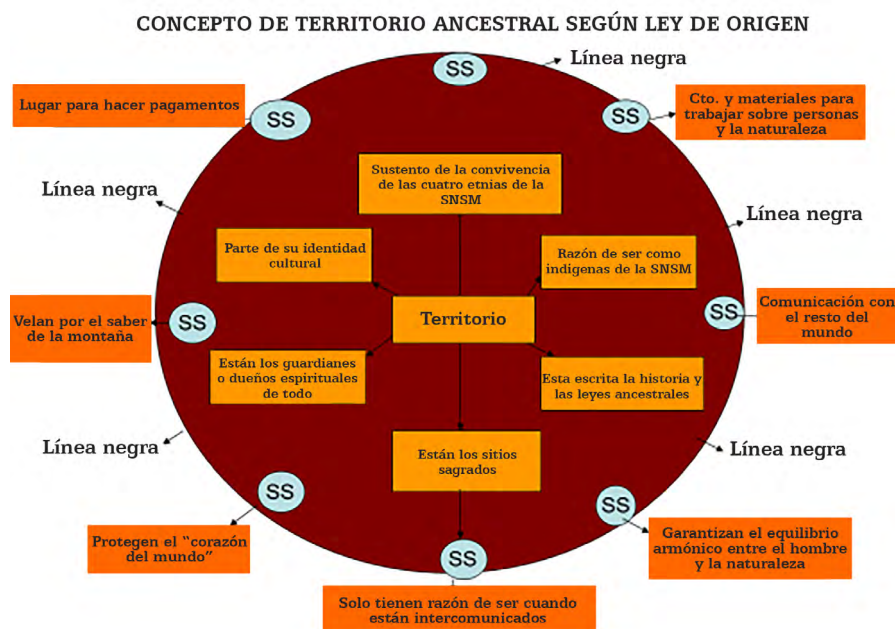 CONCEPTO DE TERRITORIO ANCESTRAL SEGÚN LEY DE ORIGEN
Línea negra
SS
Lugar para hacer pagamentos
SS
SS
Cto. y materiales para
trabajar sobre personas
y la naturaleza
Sustento de la convivencia
de las cuatro etnias de la
SNSM
Línea negra
Línea negra
Parte de su identidad
cultural
Razón de ser como
indigenas de la SNSM
Velan por el saber
de la montaña
SS
Territorio
SS
Comunicación con
el resto del
mundo
Están los guardianes
o dueños espirituales
de todo
Esta escrita la historia y
las leyes ancestrales
Línea negra
Están los sitios
sagrados
Línea negra
SS
SS
Protegen el “corazón
del mundo”
SS
Garantizan el equilibrio
armónico entre el hombre
y la naturaleza
Solo tienen razón de ser cuando
están intercomunicados